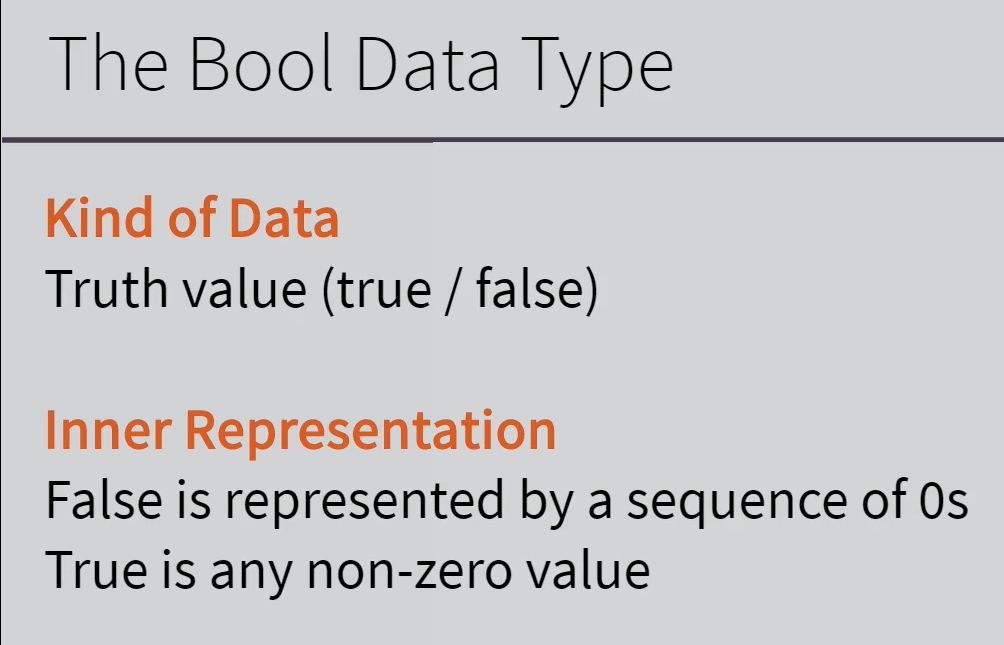 The Bool Data Type
Kind of Data
Truth value (true / false)
Inner Representation
False is represented by a sequence of 0s
True is any non-zero value